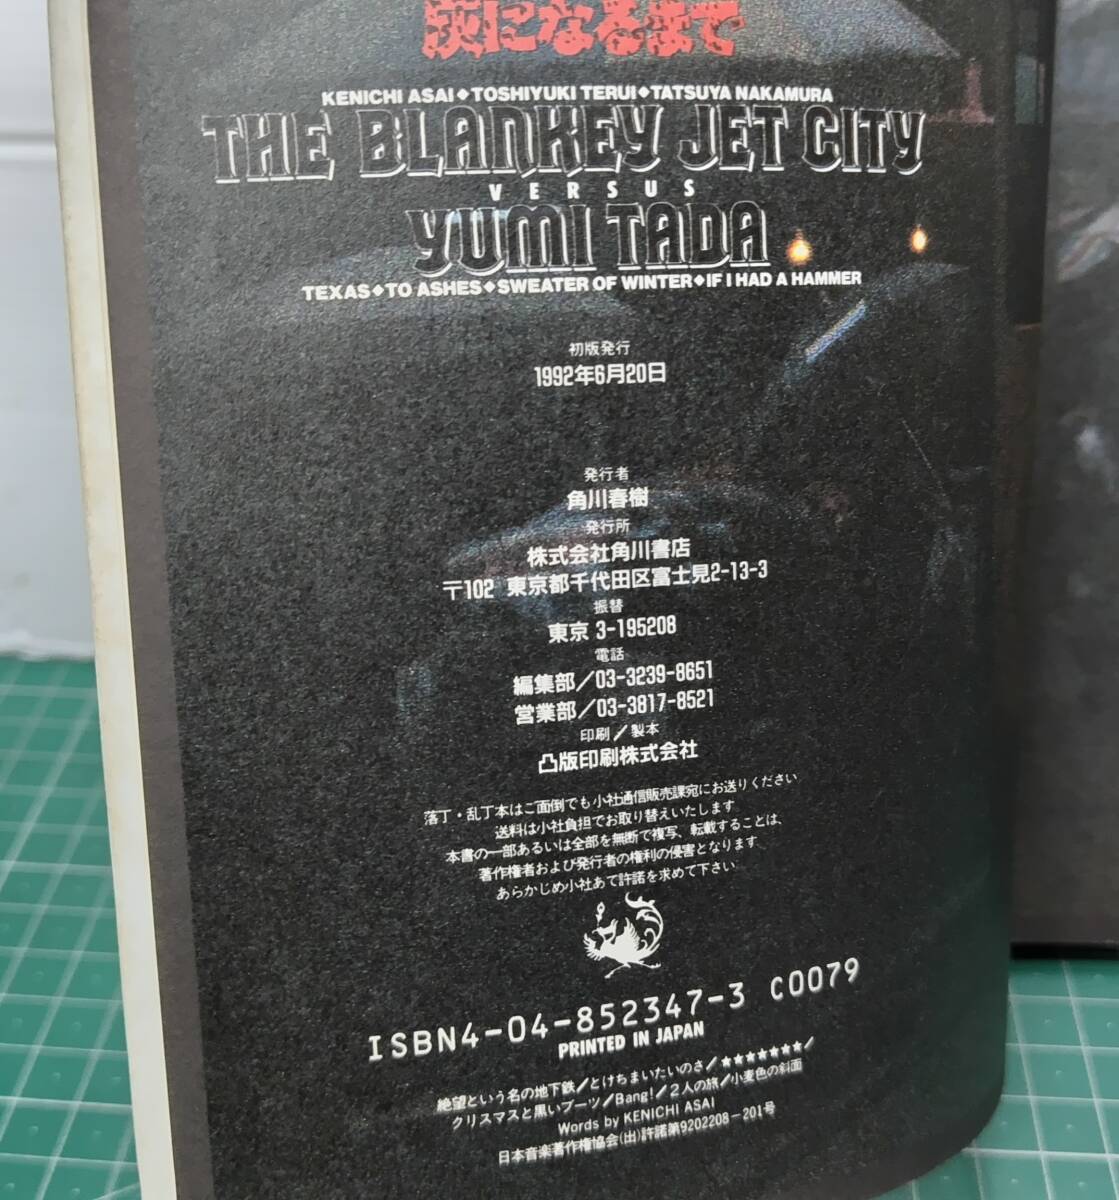 灰になるまで
KENICHI ASAI◆TOSHIYUKI TERUI◆TATSUYA NAKAMURA
THE BLANKEY JET CITY
VERSUS
YUMI TADA
TEXAS◆TO ASHES◆SWEATER OF WINTER◆IF I HAD A HAMMER
初版発行
1992年6月20日
発行者
角川春樹
発行所
株式会社角川書店
〒102 東京都千代田区富士見2-13-3
振替
東京 3-195208
電話
編集部/03-3239-8651
営業部/03-3817-8521
印刷/製本
凸版印刷株式会社
落丁・乱丁本はご面倒でも小社通信販売課宛にお送りください
送料は小社負担でお取り替えいたします
本書の一部あるいは全部を無断で複写、転載することは、
著作権者および発行者の権利の侵害となります
あらかじめ小社あて許諾を求めて下さい
ISBN4-04-852347-3 C0079
PRINTED IN JAPAN
絶望という名の地下鉄/とけちまいたいのさ/★★★★★★★/
クリスマスと黒いブーツ/Bang!/2人の旅/小麦色の斜面
Words by KENICHI ASAI
日本音楽著作権協会(出)許諾第9202208-201号